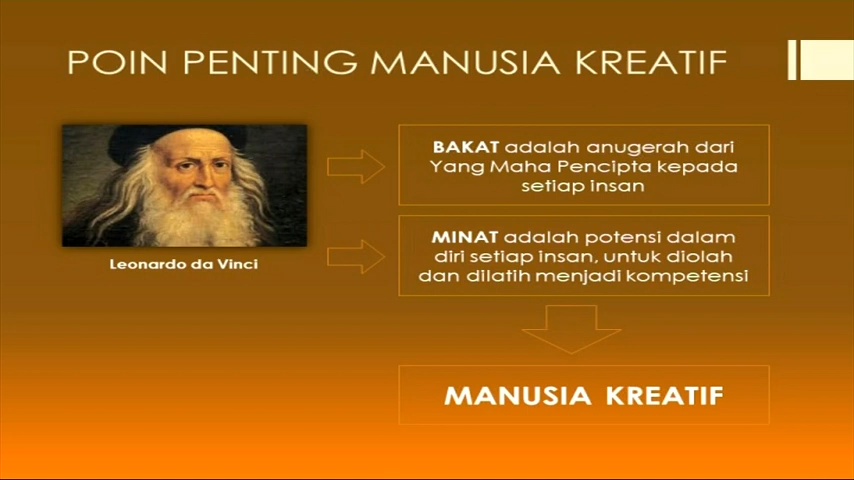 POIN PENTING MANUSIA KREATIF
BAKAT adalah anugerah dari
Yang Maha Pencipta kepada
setiap insan
MINAT adalah potensi dalam
diri setiap insan, untuk diolah
dan dilatih menjadi kompetensi
Leonardo da Vinci
MANUSIA KREATIF